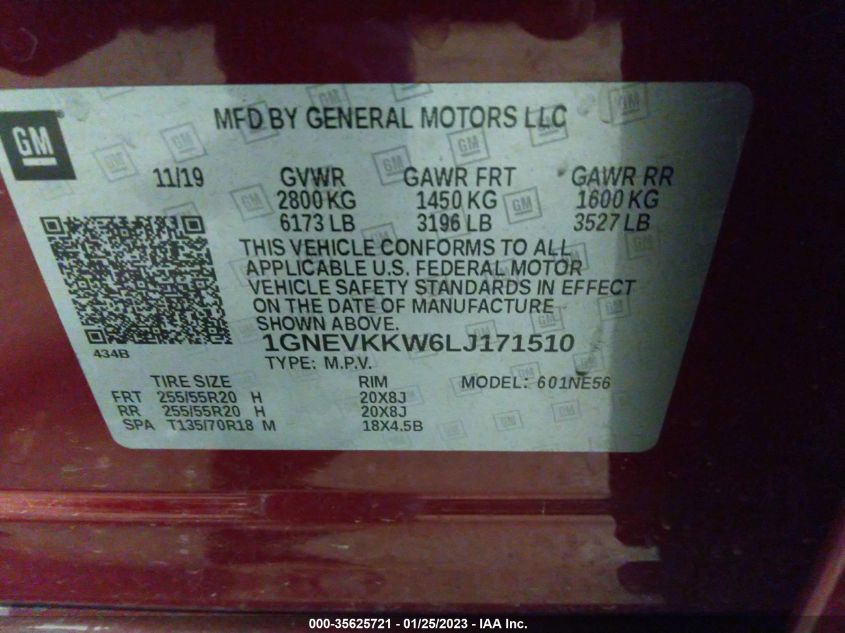 GM
MFD BY GENERAL MOTORS LLC
11/19 GVWR GAWR FRT GAWR RR
2800 KG 1450 KG 1600 KG
6173 LB 3196 LB 3527 LB
THIS VEHICLE CONFORMS TO ALL
APPLICABLE U.S. FEDERAL MOTOR
VEHICLE SAFETY STANDARDS IN EFFECT
ON THE DATE OF MANUFACTURE
SHOWN ABOVE.
434B
1GNEVKKW6LJ171510
TYPE: M.P.V.
TIRE SIZE RIM MODEL: 601NE56
FRT 255/55R20 H 20X8J
RR 255/55R20 H 20X8J
SPA T135/70R18 M 18X4.5B
000-35625721 - 01/25/2023 - IAA Inc.